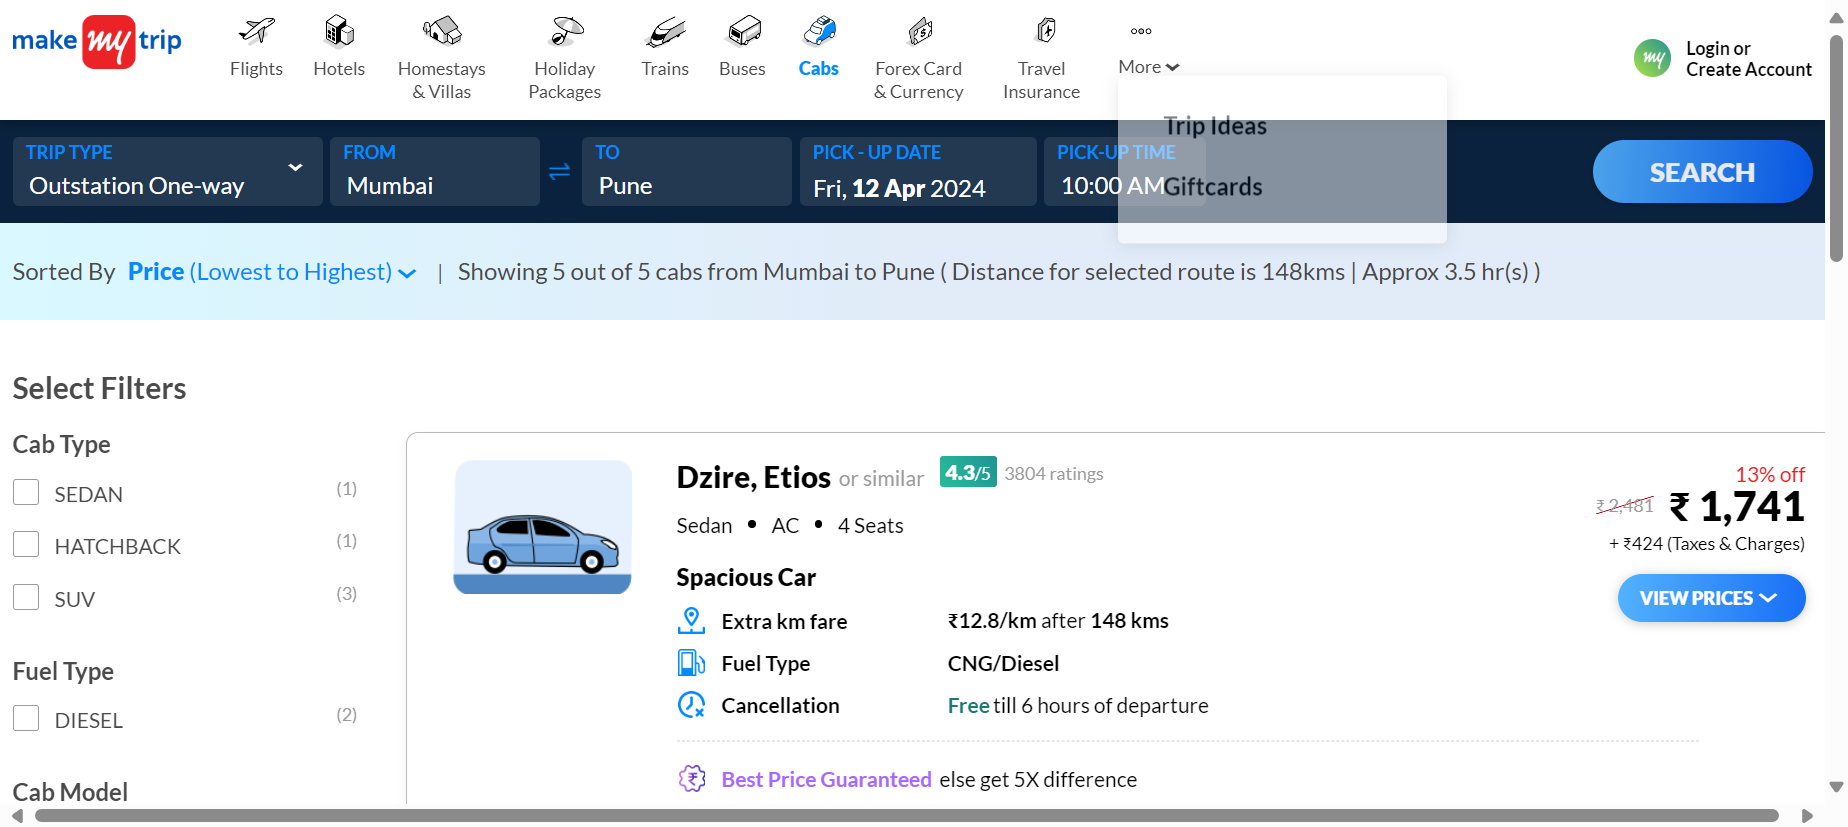 make my trip
Flights
Hotels
Homestays
& Villas
Holiday
Packages
Trains
Buses
Cabs
Forex Card
& Currency
Travel
Insurance
More
my
Login or
Create Account
Trip Ideas
Giftcards
TRIP TYPE
Outstation One-way
FROM
Mumbai
TO
Pune
PICK - UP DATE
Fri, 12 Apr 2024
PICK-UP TIME
10:00 AM
SEARCH
Sorted By Price (Lowest to Highest) | Showing 5 out of 5 cabs from Mumbai to Pune ( Distance for selected route is 148kms | Approx 3.5 hr(s) )
Select Filters
Cab Type
SEDAN (1)
HATCHBACK (1)
SUV (3)
Fuel Type
DIESEL (2)
Cab Model
Dzire, Etios or similar 4.3/5 3804 ratings
Sedan • AC • 4 Seats
Spacious Car
Extra km fare ₹12.8/km after 148 kms
Fuel Type CNG/Diesel
Cancellation Free till 6 hours of departure
Best Price Guaranteed else get 5X difference
13% off
₹ 2,481 ₹ 1,741
+ ₹424 (Taxes & Charges)
VIEW PRICES